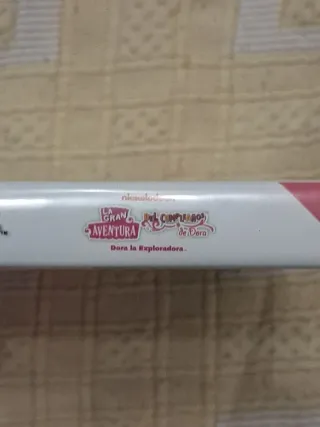 nickelodeon
LA
GRAN
AVENTURA
DEL CUMPLEAÑOS
de Dora
Dora la Exploradora.